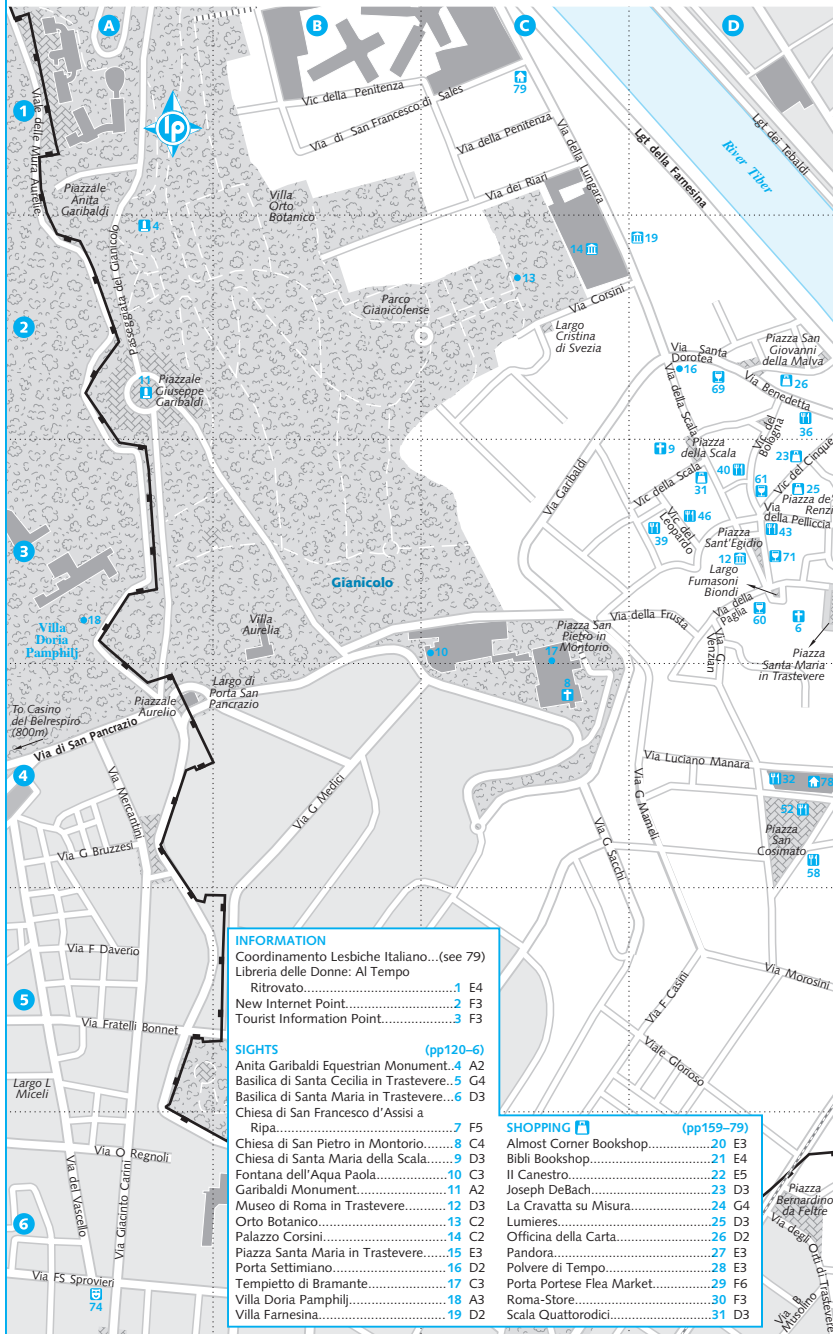 A
B
C
D
1
2
3
4
5
6
lp
Viale delle Mura Aurelie
Piazzale
Anita
Garibaldi
4
Passeggiata del Gianicolo
11
Piazzale
Giuseppe
Garibaldi
Vic della Penitenza
Via di San Francesco di Sales
Via della Penitenza
79
Via della Lungara
Lgt della Farnesina
River Tiber
Lgt dei Tebaldi
Villa
Orto
Botanico
Via dei Riari
14
19
13
Parco
Gianicolense
Via Corsini
Largo
Cristina
di Svezia
Via Santa
Dorotea
16
69
Piazza San
Giovanni
della Malva
26
Via Benedetta
36
Via della Scala
9
Piazza
della Scala
Vic del
Bologna
23
Vic del Cinque
40
31
61
25
Piazza de'
Renzi
Via
della Pelliccia
Vic della Scala
46
39
Vic del
Leopardo
Piazza
Sant'Egidio
43
12
71
Largo
Fumasoni
Biondi
Via della
Paglia
60
6
Via G
Venzian
Piazza
Santa Maria
in Trastevere
Via Garibaldi
Gianicolo
Via della Frusta
Villa
Doria
Pamphilj
18
Villa
Aurelia
10
Piazza San
Pietro in
Montorio
17
8
Largo di
Porta San
Pancrazio
Piazzale
Aurelio
To Casino
del Belrespiro
(800m)
Via di San Pancrazio
Via Mercantini
Via G Medici
Via Luciano Manara
32
78
52
Piazza
San
Cosimato
58
Via G Mameli
Via G Sacchi
Via G Bruzzesi
Via F Daverio
Via Fratelli Bonnet
Largo L
Miceli
Via O Regnoli
Via del Vascello
Via Giacinto Carini
Via FS Sprovieri
74
Via Morosini
Via F Casini
Viale Glorioso
Piazza
Bernardino
da Feltre
Via degli Orti di Trastevere
Via B
Musolino
INFORMATION
Coordinamento Lesbiche Italiano...(see 79)
Libreria delle Donne: Al Tempo
Ritrovato 1 E4
New Internet Point 2 F3
Tourist Information Point 3 F3
SIGHTS (pp120–6)
Anita Garibaldi Equestrian Monument..4 A2
Basilica di Santa Cecilia in Trastevere..5 G4
Basilica di Santa Maria in Trastevere..6 D3
Chiesa di San Francesco d'Assisi a
Ripa 7 F5
Chiesa di San Pietro in Montorio 8 C4
Chiesa di Santa Maria della Scala 9 D3
Fontana dell'Aqua Paola 10 C3
Garibaldi Monument 11 A2
Museo di Roma in Trastevere 12 D3
Orto Botanico 13 C2
Palazzo Corsini 14 C2
Piazza Santa Maria in Trastevere 15 E3
Porta Settimiano 16 D2
Tempietto di Bramante 17 C3
Villa Doria Pamphilj 18 A3
Villa Farnesina 19 D2
SHOPPING (pp159–79)
Almost Corner Bookshop 20 E3
Bibli Bookshop 21 E4
Il Canestro 22 E5
Joseph DeBach 23 D3
La Cravatta su Misura 24 G4
Lumieres 25 D3
Officina della Carta 26 D2
Pandora 27 E3
Polvere di Tempo 28 E3
Porta Portese Flea Market 29 F6
Roma-Store 30 F3
Scala Quattorodici 31 D3